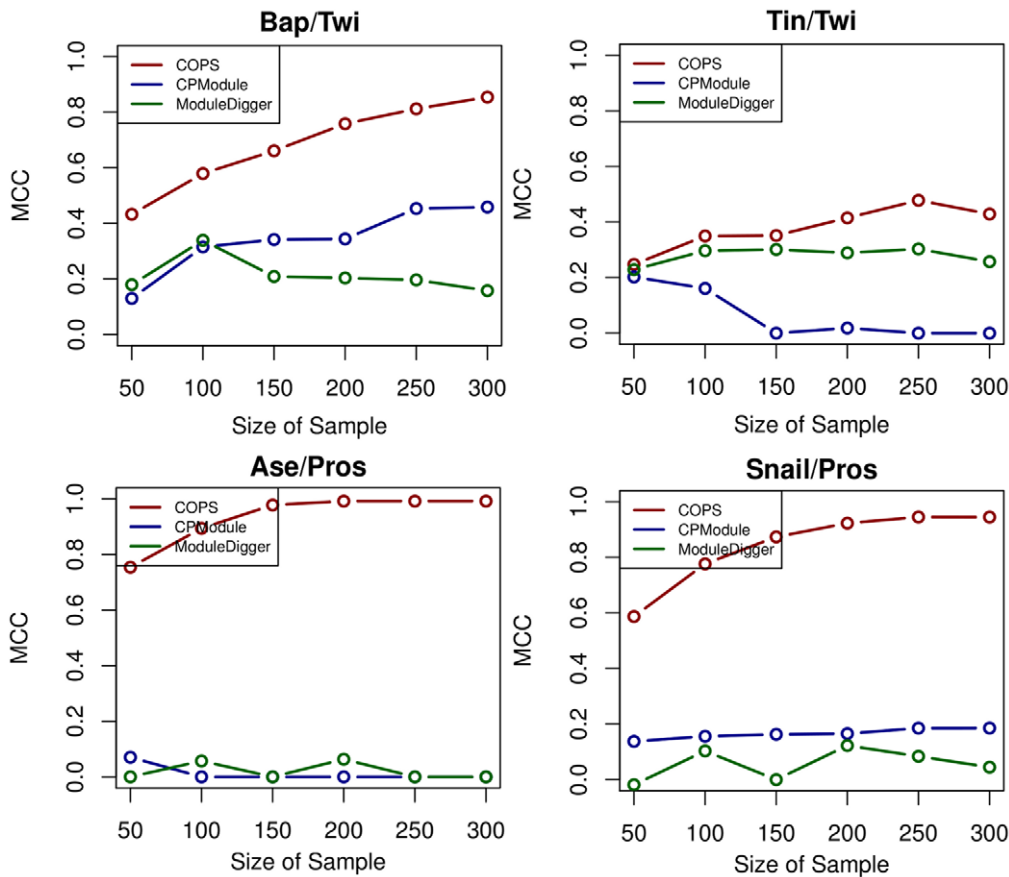 Bap/Twi
COPS
CPModule
ModuleDigger
MCC
0.0 0.2 0.4 0.6 0.8 1.0
50 100 150 200 250 300
Size of Sample
Tin/Twi
COPS
CPModule
ModuleDigger
MCC
0.0 0.2 0.4 0.6 0.8 1.0
50 100 150 200 250 300
Size of Sample
Ase/Pros
COPS
CPModule
ModuleDigger
MCC
0.0 0.2 0.4 0.6 0.8 1.0
50 100 150 200 250 300
Size of Sample
Snail/Pros
COPS
CPModule
ModuleDigger
MCC
0.0 0.2 0.4 0.6 0.8 1.0
50 100 150 200 250 300
Size of Sample